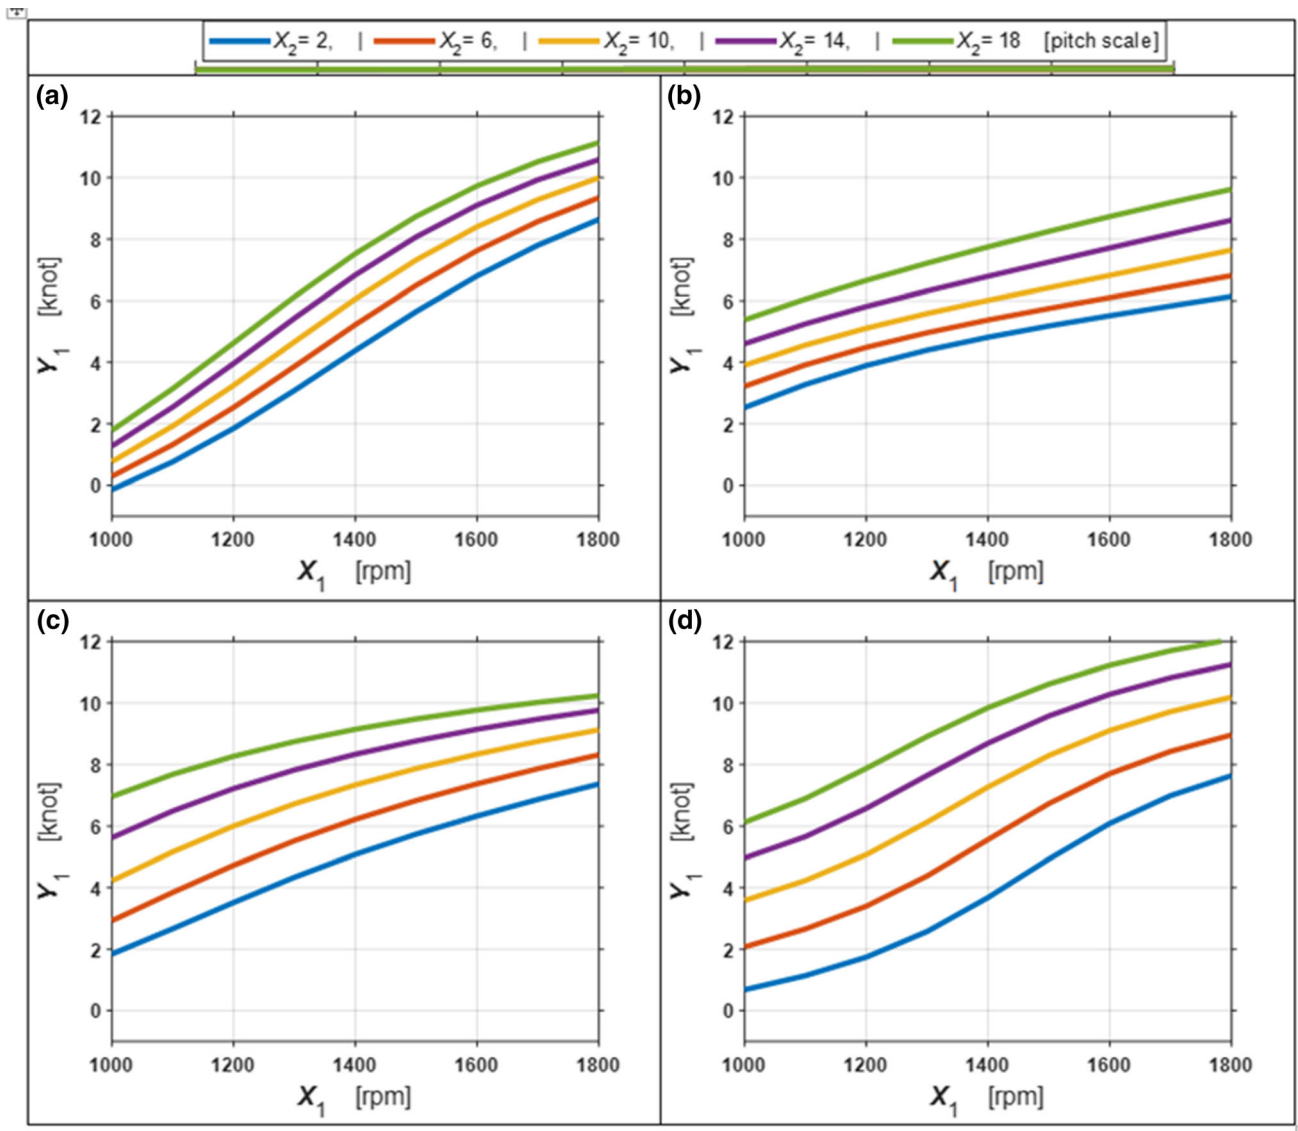 X2= 2, | X2= 6, | X2= 10, | X2= 14, | X2= 18 [pitch scale]
(a)
12
10
8
6
4
2
0
Y1 [knot]
1000 1200 1400 1600 1800
X1 [rpm]
(b)
12
10
8
6
4
2
0
Y1 [knot]
1000 1200 1400 1600 1800
X1 [rpm]
(c)
12
10
8
6
4
2
0
Y1 [knot]
1000 1200 1400 1600 1800
X1 [rpm]
(d)
12
10
8
6
4
2
0
Y1 [knot]
1000 1200 1400 1600 1800
X1 [rpm]